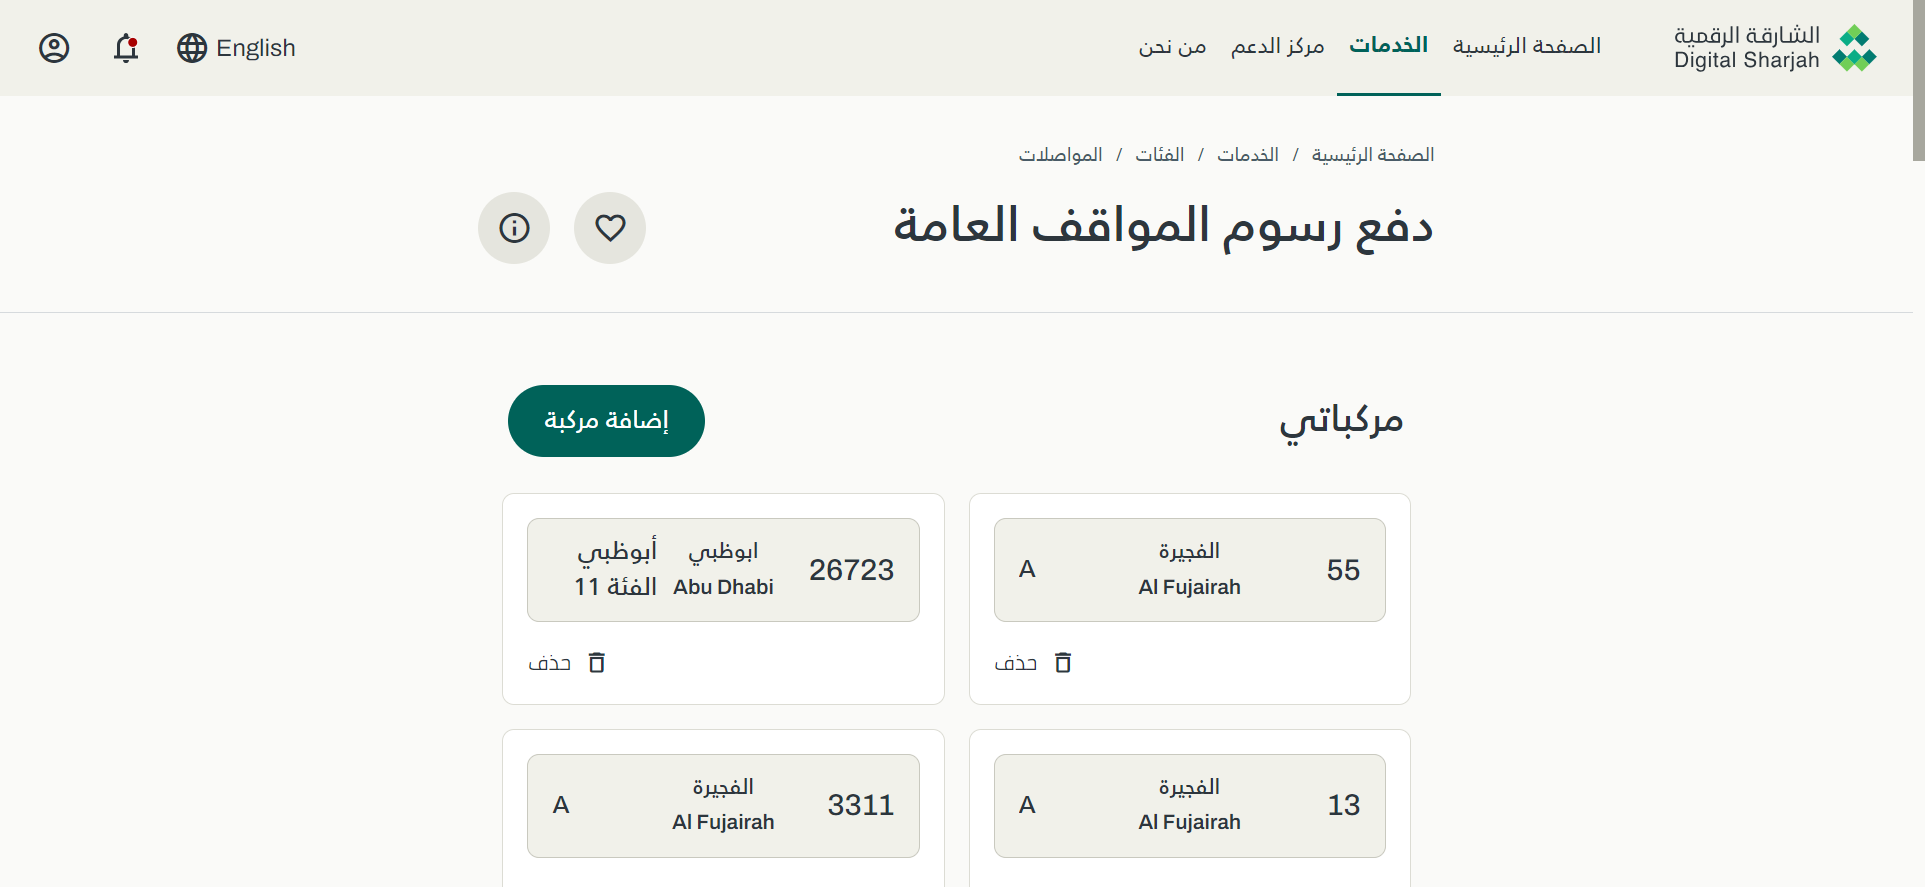 الشارقة الرقمية
Digital Sharjah
الصفحة الرئيسية
الخدمات
مركز الدعم
من نحن
English
الصفحة الرئيسية / الخدمات / الفئات / المواصلات
دفع رسوم المواقف العامة
مركباتي
إضافة مركبة
55
الفجيرة
Al Fujairah
A
حذف
26723
ابوظبي
Abu Dhabi
أبوظبي
الفئة 11
حذف
13
الفجيرة
Al Fujairah
A
3311
الفجيرة
Al Fujairah
A